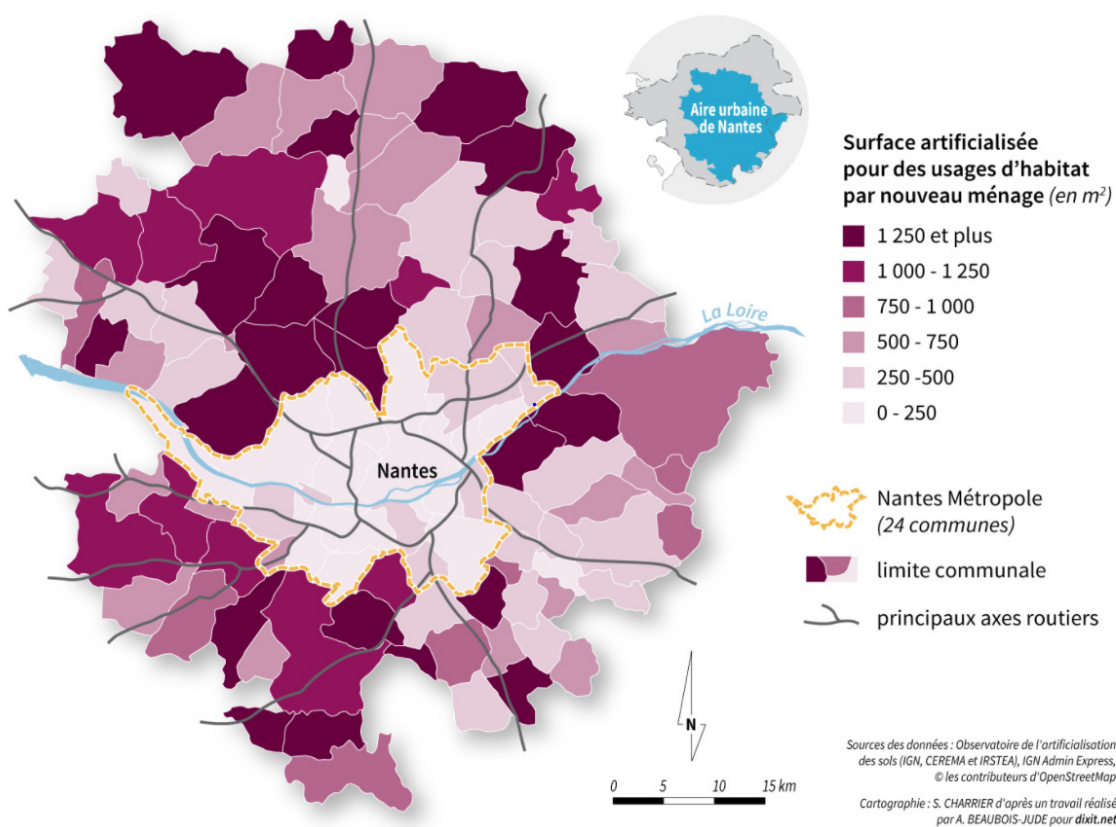 Aire urbaine
de Nantes
Surface artificialisée
pour des usages d’habitat
par nouveau ménage (en m²)
1 250 et plus
1 000 - 1 250
750 - 1 000
500 - 750
250 -500
0 - 250
La Loire
Nantes
Nantes Métropole
(24 communes)
limite communale
principaux axes routiers
N
0 5 10 15 km
Sources des données : Observatoire de l'artificialisation
des sols (IGN, CEREMA et IRSTEA), IGN Admin Express,
© les contributeurs d'OpenStreetMap
Cartographie : S. CHARRIER d'après un travail réalisé
par A. BEAUBOIS-JUDE pour dixit.net